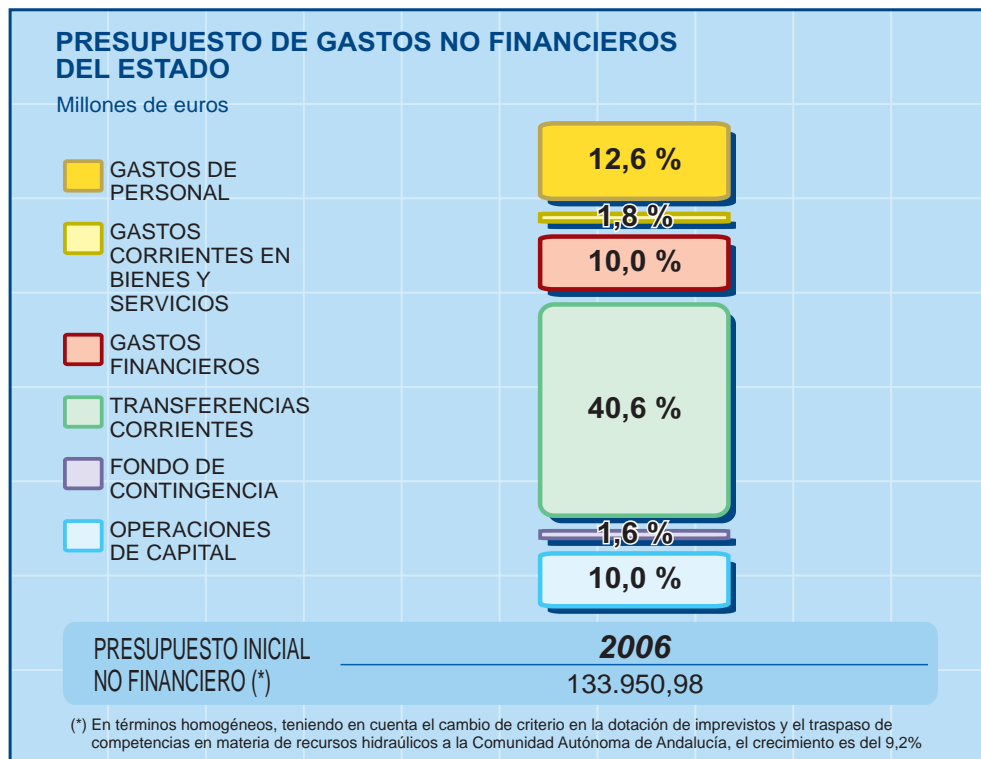 PRESUPUESTO DE GASTOS NO FINANCIEROS
DEL ESTADO
Millones de euros
GASTOS DE
PERSONAL
GASTOS
CORRIENTES EN
BIENES Y
SERVICIOS
GASTOS
FINANCIEROS
TRANSFERENCIAS
CORRIENTES
FONDO DE
CONTINGENCIA
OPERACIONES
DE CAPITAL
12,6 %
1,8 %
10,0 %
40,6 %
1,6 %
10,0 %
PRESUPUESTO INICIAL
NO FINANCIERO (*)
2006
133.950,98
(*) En términos homogéneos, teniendo en cuenta el cambio de criterio en la dotación de imprevistos y el traspaso de
competencias en materia de recursos hidraúlicos a la Comunidad Autónoma de Andalucía, el crecimiento es del 9,2%